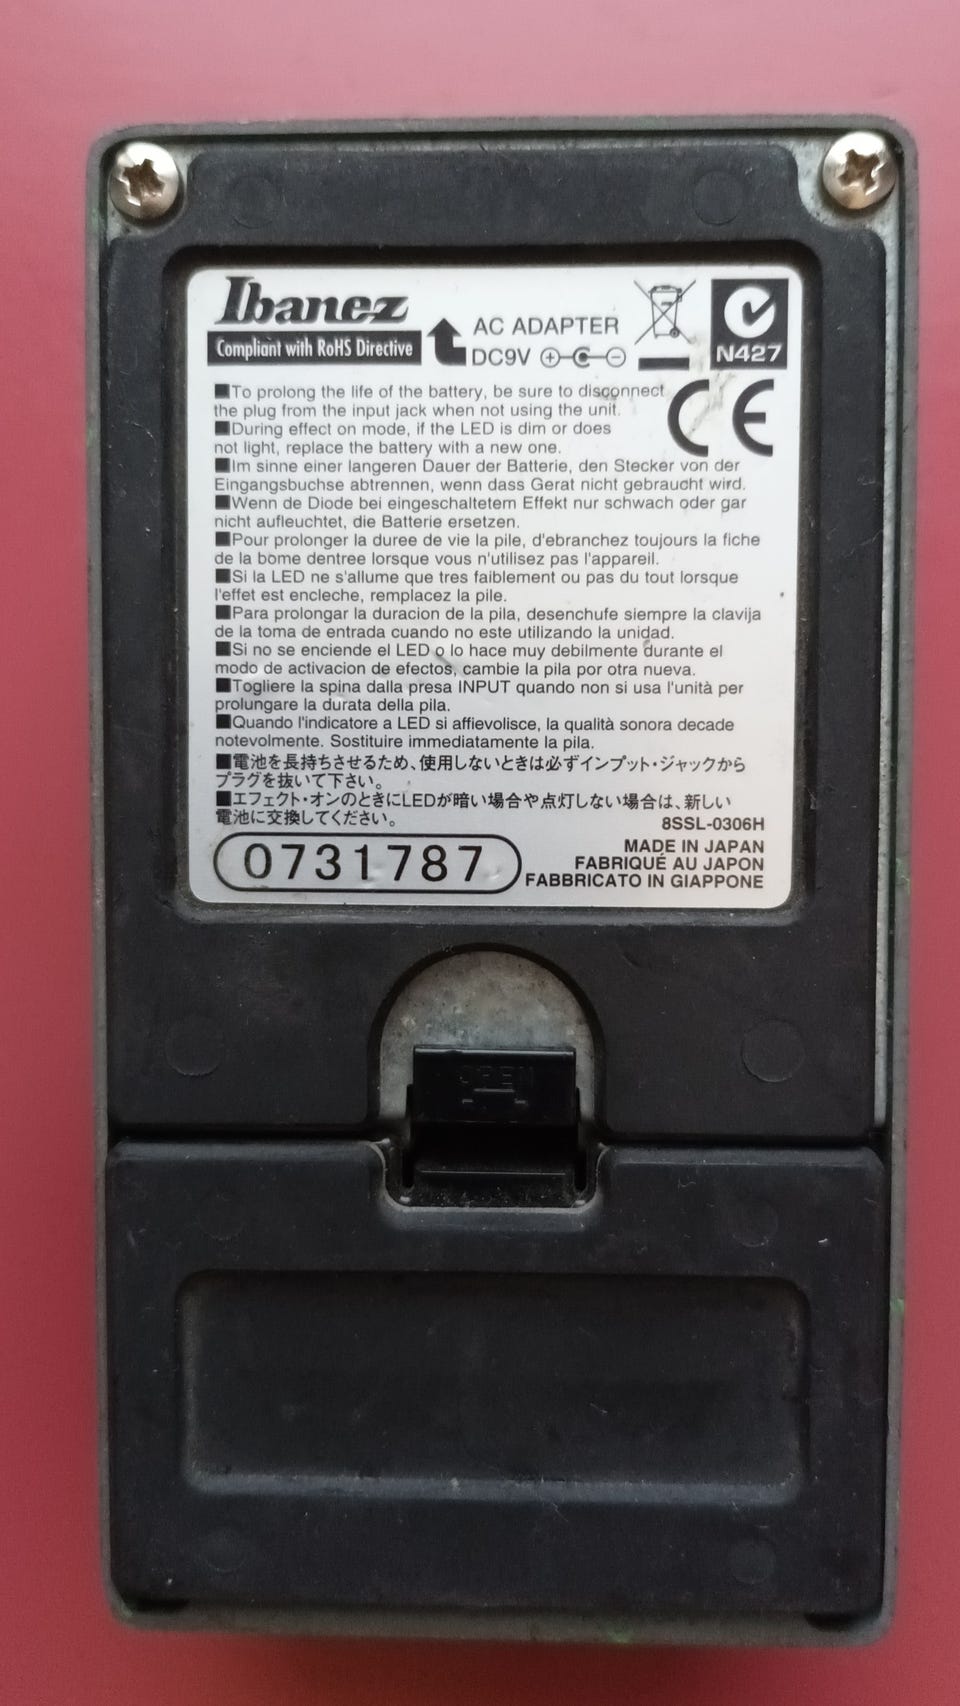 Ibanez
Compliant with RoHS Directive
AC ADAPTER
DC9V
N427
CE
■To prolong the life of the battery, be sure to disconnect
the plug from the input jack when not using the unit.
■During effect on mode, if the LED is dim or does
not light, replace the battery with a new one.
■Im sinne einer langeren Dauer der Batterie, den Stecker von der
Eingangsbuchse abtrennen, wenn dass Gerat nicht gebraucht wird.
■Wenn de Diode bei eingeschaltetem Effekt nur schwach oder gar
nicht aufleuchtet, die Batterie ersetzen.
■Pour prolonger la duree de vie la pile, d'ebranchez toujours la fiche
de la bome dentree lorsque vous n'utilisez pas l'appareil.
■Si la LED ne s'allume que tres faiblement ou pas du tout lorsque
l'effet est encleche, remplacez la pile.
■Para prolongar la duracion de la pila, desenchufe siempre la clavija
de la toma de entrada cuando no este utilizando la unidad.
■Si no se enciende el LED o lo hace muy debilmente durante el
modo de activacion de efectos, cambie la pila por otra nueva.
■Togliere la spina dalla presa INPUT quando non si usa l'unità per
prolungare la durata della pila.
■Quando l'indicatore a LED si affievolisce, la qualità sonora decade
notevolmente. Sostituire immediatamente la pila.
■電池を長持ちさせるため、使用しないときは必ずインプット・ジャックから
プラグを抜いて下さい。
■エフェクト・オンのときにLEDが暗い場合や点灯しない場合は、新しい
電池に交換してください。
8SSL-0306H
0731787
MADE IN JAPAN
FABRIQUÉ AU JAPON
FABBRICATO IN GIAPPONE
OPEN